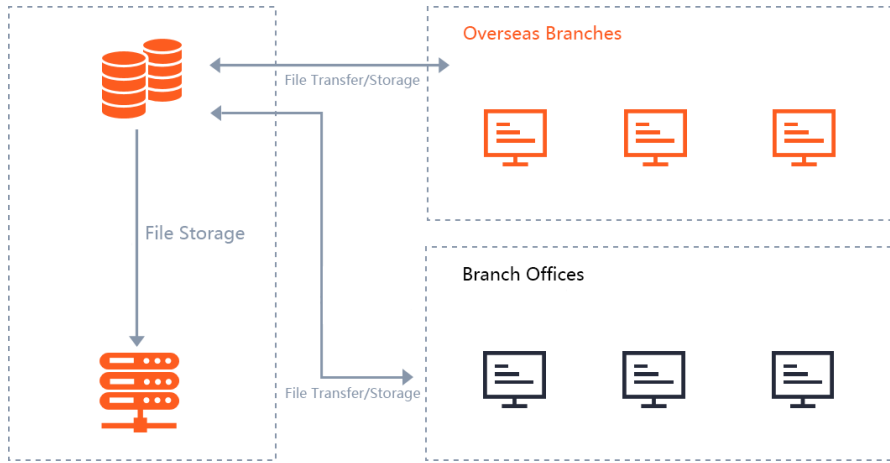 Overseas Branches
File Transfer/Storage
File Storage
Branch Offices
File Transfer/Storage